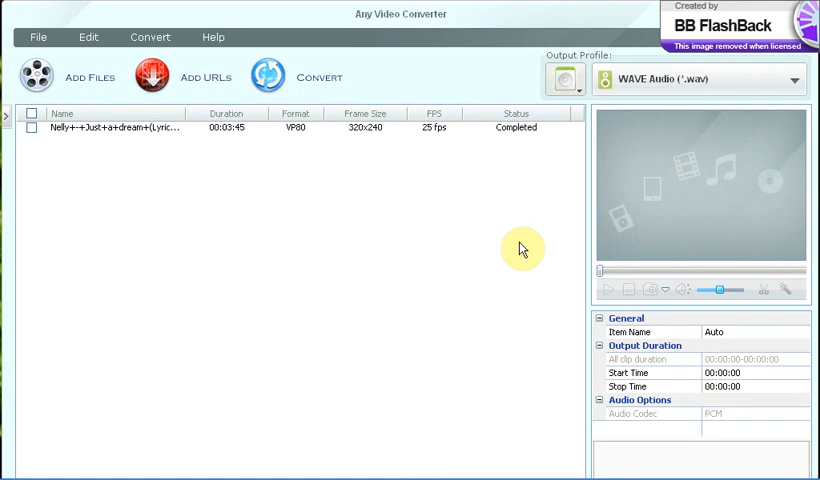 Any Video Converter
Created by
BB FlashBack
This image removed when licensed
File Edit Convert Help
Output Profile:
ADD FILES ADD URLS CONVERT
WAVE Audio (*.wav)
Name Duration Format Frame Size FPS Status
Nelly+-+Just+a+dream+(Lyric... 00:03:45 VP80 320x240 25 fps Completed
General
Item Name Auto
Output Duration
All clip duration 00:00:00-00:00:00
Start Time 00:00:00
Stop Time 00:00:00
Audio Options
Audio Codec PCM